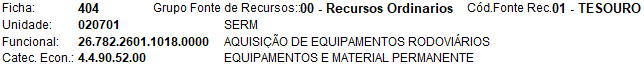 Ficha: 404 Grupo Fonte de Recursos::00 - Recursos Ordinarios Cód.Fonte Rec.01 - TESOURO
Unidade: 020701 SERM
Funcional: 26.782.2601.1018.0000 AQUISIÇÃO DE EQUIPAMENTOS RODOVIÁRIOS
Catec. Econ.: 4.4.90.52.00 EQUIPAMENTOS E MATERIAL PERMANENTE